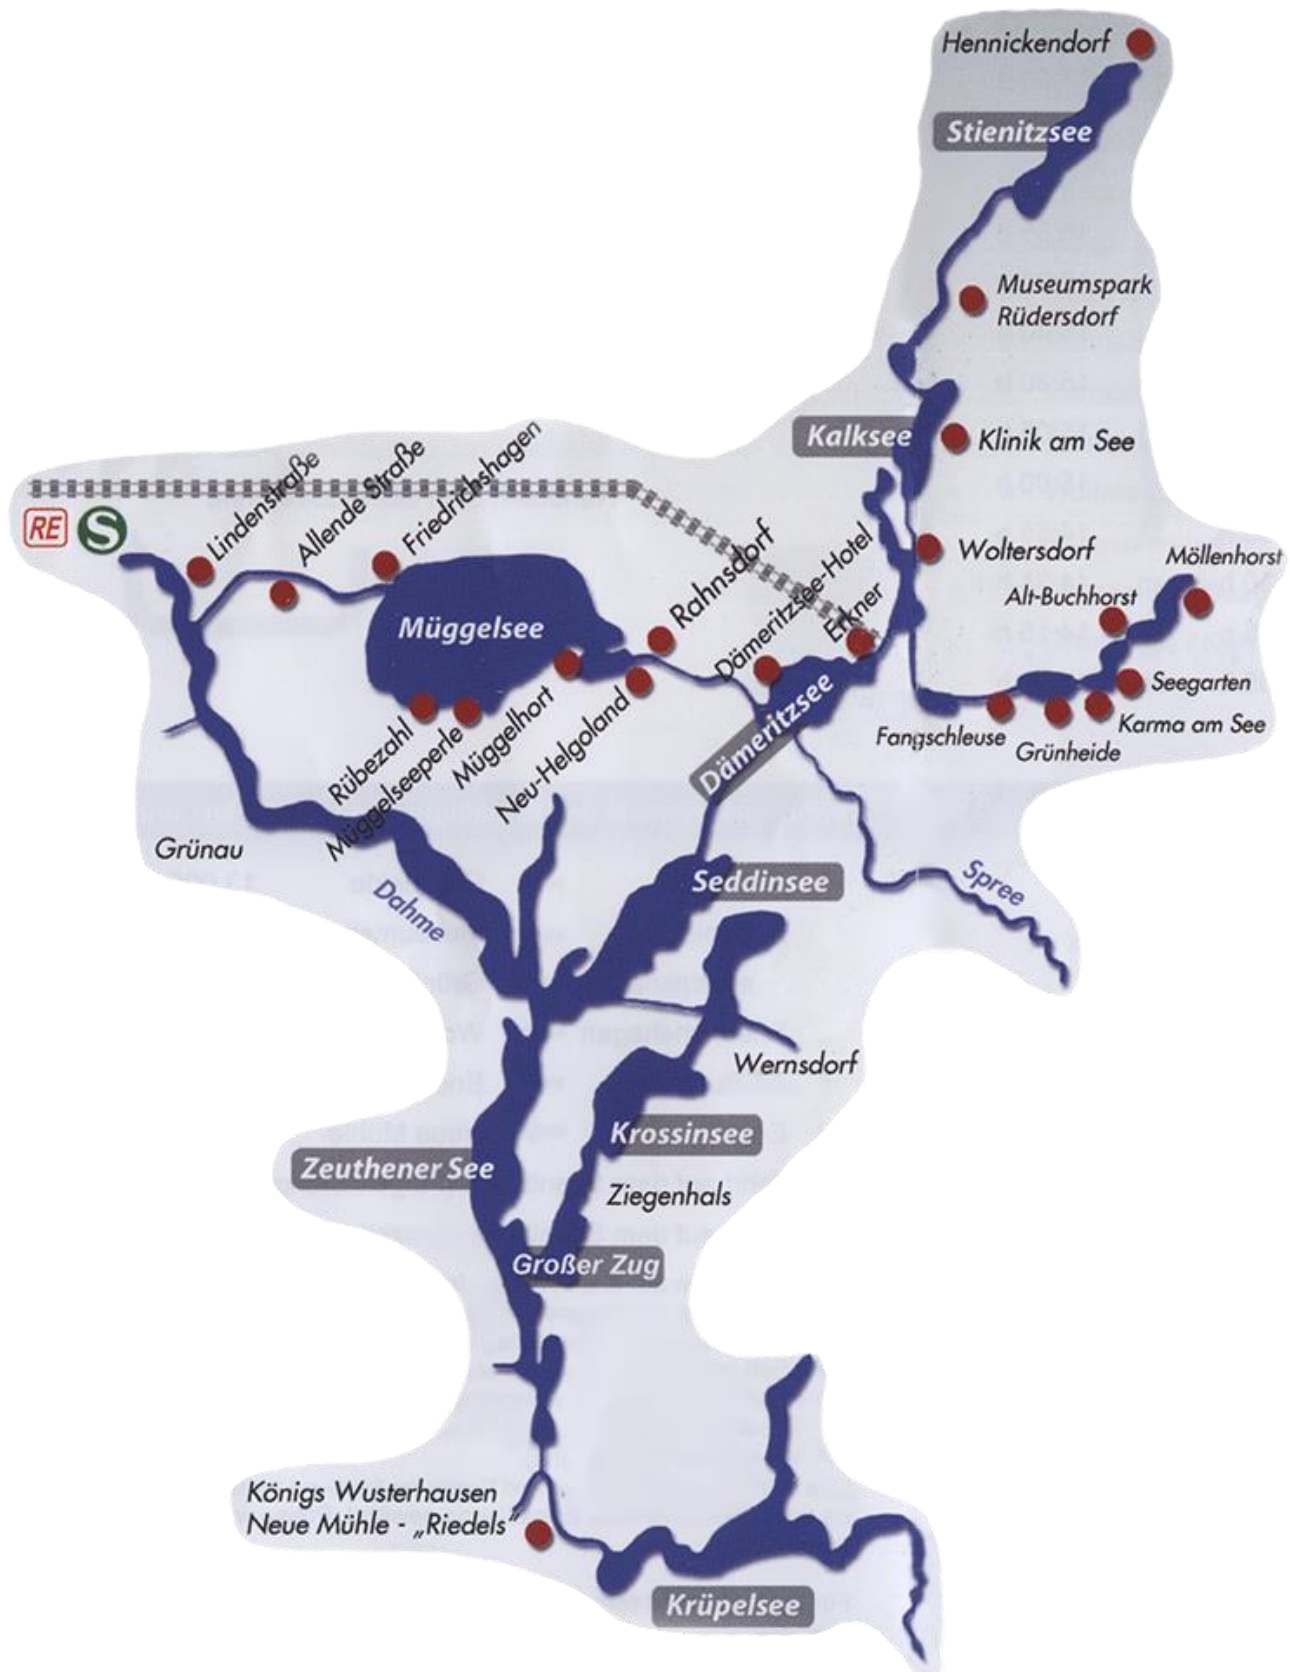 Hennickendorf
Stienitzsee
Museumspark
Rüdersdorf
Kalksee
Klinik am See
Lindenstraße
Allende Straße
Friedrichshagen
RE
S
Rahnsdorf
Dämeritzsee-Hotel
Erkner
Woltersdorf
Möllenhorst
Alt-Buchhorst
Müggelsee
Seegarten
Karma am See
Fangschleuse
Grünheide
Rübezahl
Müggelseeperle
Müggelhort
Neu-Helgoland
Dämeritzsee
Grünau
Dahme
Seddinsee
Spree
Wernsdorf
Krossinsee
Zeuthener See
Ziegenhals
Großer Zug
Königs Wusterhausen
Neue Mühle - „Riedels"
Krüpelsee